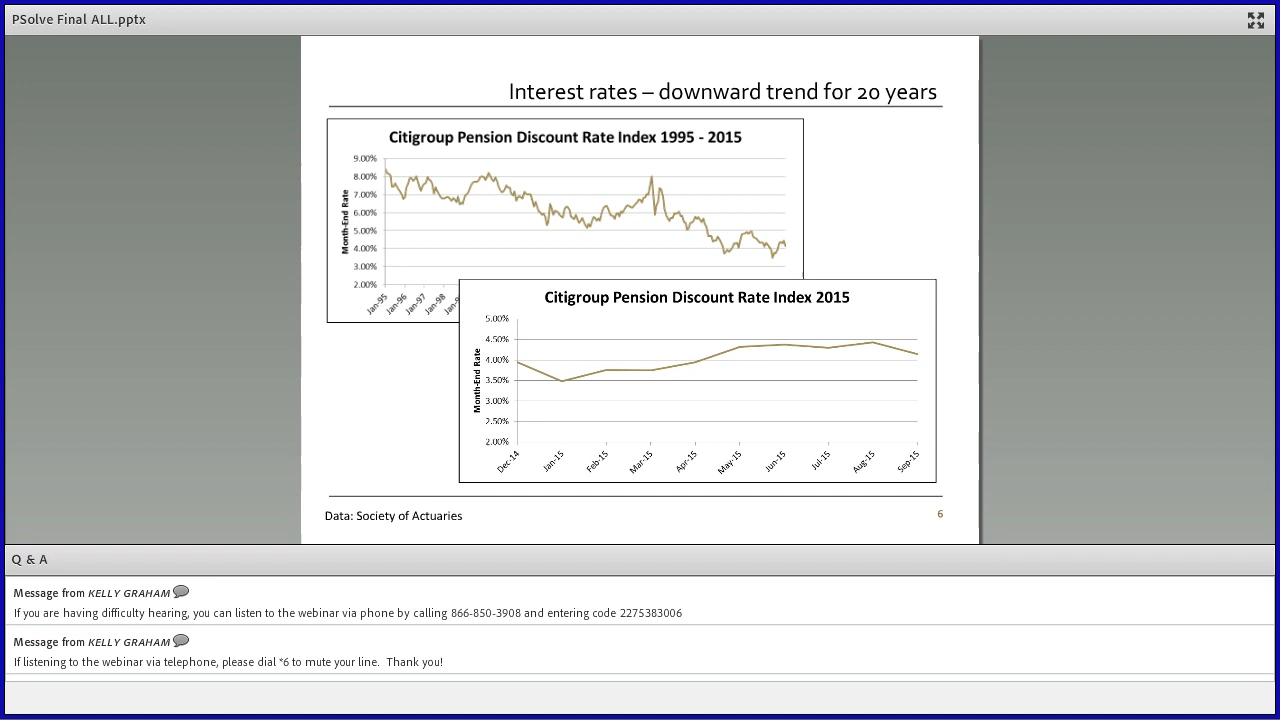 PSolve Final ALL.pptx
Interest rates – downward trend for 20 years
Citigroup Pension Discount Rate Index 1995 - 2015
Month-End Rate
9.00%
8.00%
7.00%
6.00%
5.00%
4.00%
3.00%
2.00%
Jan-95
Jan-96
Jan-97
Jan-98
Citigroup Pension Discount Rate Index 2015
Month-End Rate
5.00%
4.50%
4.00%
3.50%
3.00%
2.50%
2.00%
Dec-14
Jan-15
Feb-15
Mar-15
Apr-15
May-15
Jun-15
Jul-15
Aug-15
Sep-15
Data: Society of Actuaries
6
Q & A
Message from KELLY GRAHAM
If you are having difficulty hearing, you can listen to the webinar via phone by calling 866-850-3908 and entering code 2275383006
Message from KELLY GRAHAM
If listening to the webinar via telephone, please dial *6 to mute your line.  Thank you!